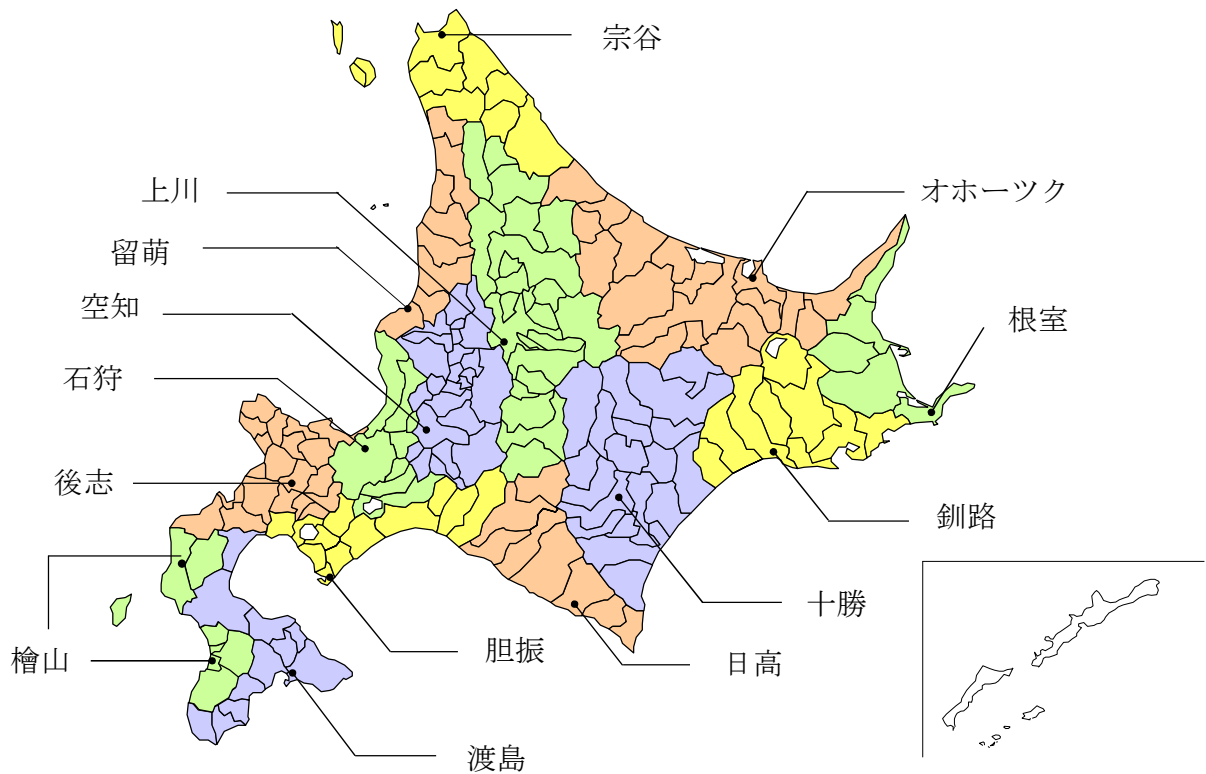 宗谷
上川
オホーツク
留萌
空知
根室
石狩
後志
釧路
十勝
胆振
檜山
日高
渡島